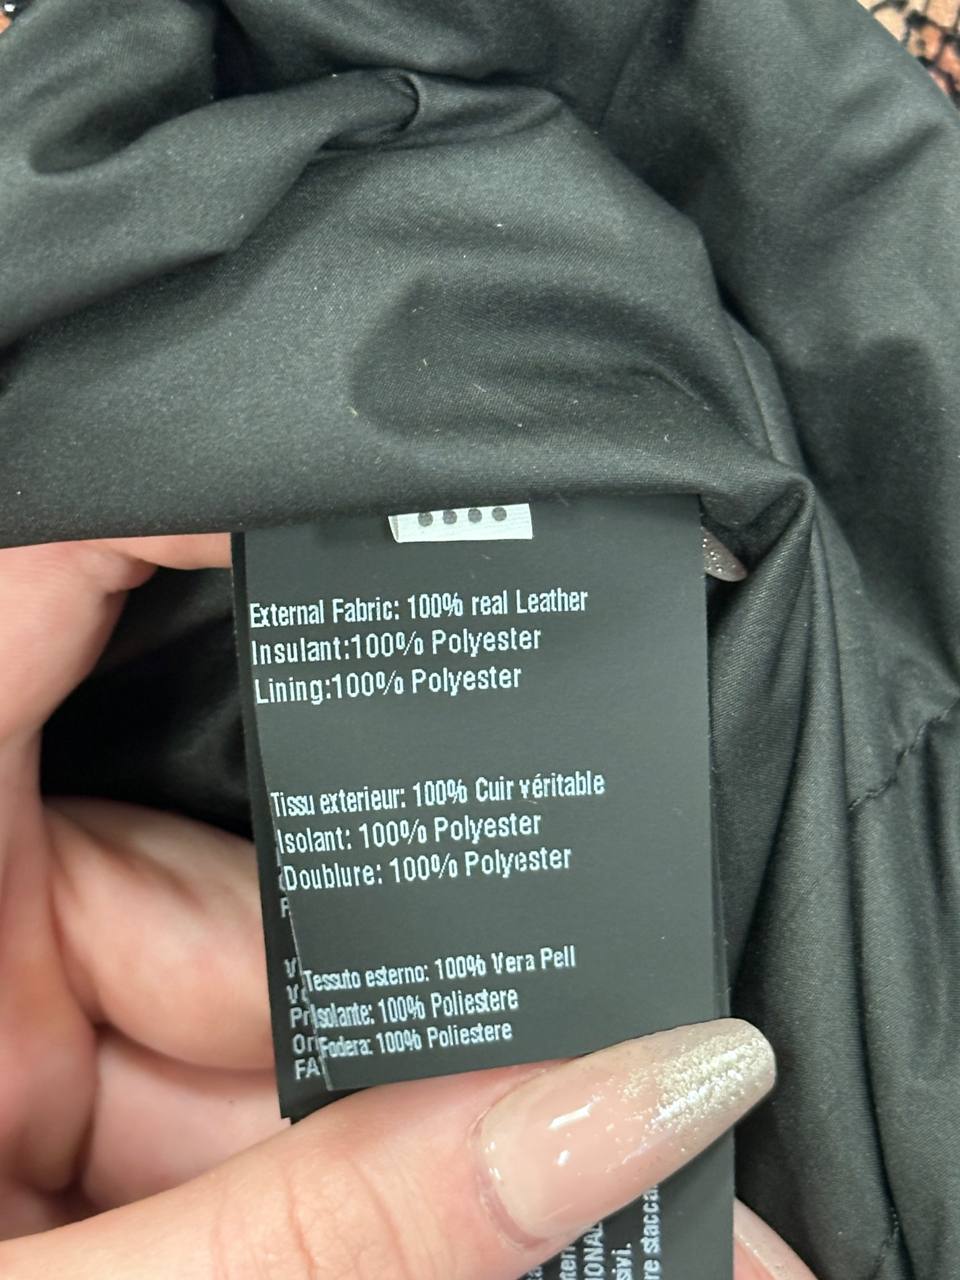 External Fabric: 100% real Leather
Insulant:100% Polyester
Lining:100% Polyester
Tissu exterieur: 100% Cuir véritable
Isolant: 100% Polyester
Doublure: 100% Polyester
Tessuto esterno: 100% Vera Pell
Isolante: 100% Poliestere
Fodera: 100% Poliestere
FA